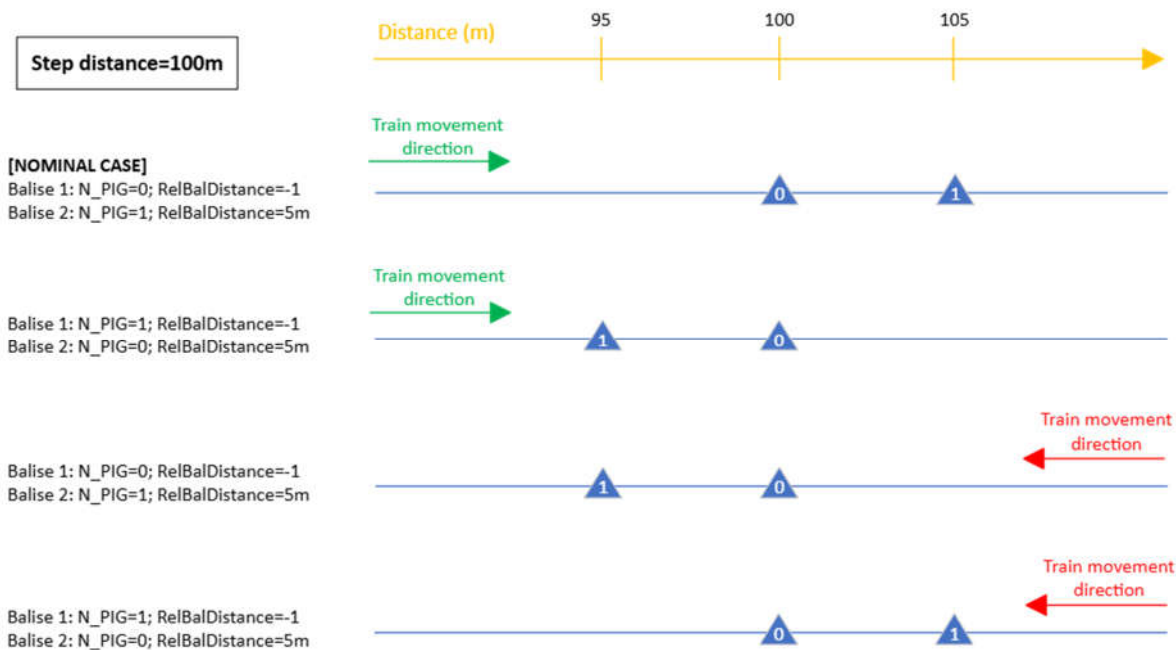 95 100 105
Distance (m)
Step distance=100m
Train movement
direction
[NOMINAL CASE]
Balise 1: N_PIG=0; RelBalDistance=-1
Balise 2: N_PIG=1; RelBalDistance=5m
0 1
Train movement
direction
Balise 1: N_PIG=1; RelBalDistance=-1
Balise 2: N_PIG=0; RelBalDistance=5m
1 0
Train movement
direction
Balise 1: N_PIG=0; RelBalDistance=-1
Balise 2: N_PIG=1; RelBalDistance=5m
1 0
Train movement
direction
Balise 1: N_PIG=1; RelBalDistance=-1
Balise 2: N_PIG=0; RelBalDistance=5m
0 1